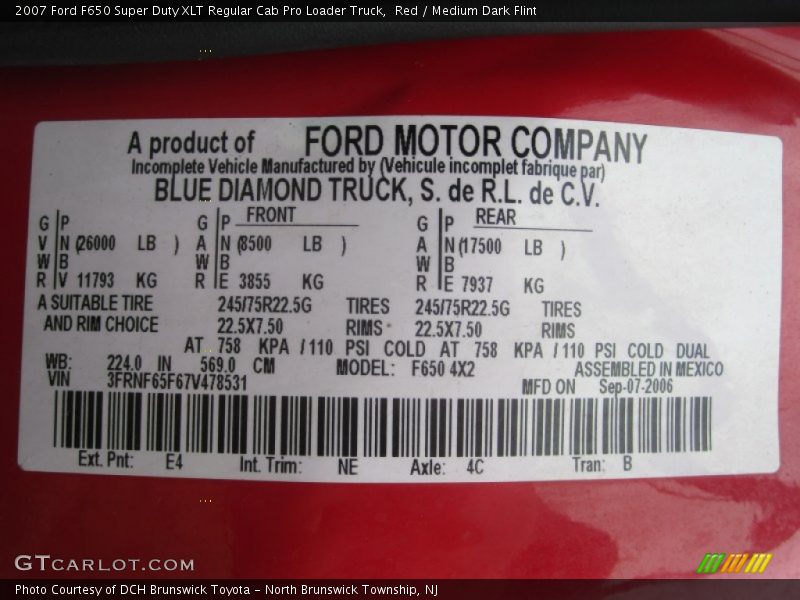 2007 Ford F650 Super Duty XLT Regular Cab Pro Loader Truck, Red / Medium Dark Flint
A product of FORD MOTOR COMPANY
Incomplete Vehicle Manufactured by (Vehicule incomplet fabrique par)
BLUE DIAMOND TRUCK, S. de R.L. de C.V.
G P G P FRONT G P REAR
V N (26000 LB ) A N (8500 LB ) A N (17500 LB )
W B W B W B
R V 11793 KG R E 3855 KG R E 7937 KG
A SUITABLE TIRE 245/75R22.5G TIRES 245/75R22.5G TIRES
AND RIM CHOICE 22.5X7.50 RIMS 22.5X7.50 RIMS
AT 758 KPA / 110 PSI COLD AT 758 KPA / 110 PSI COLD DUAL
WB: 224.0 IN 569.0 CM MODEL: F650 4X2 ASSEMBLED IN MEXICO
VIN 3FRNF65F67V478531 MFD ON Sep-07-2006
Ext. Pnt: E4 Int. Trim: NE Axle: 4C Tran: B
GTCARLOT.COM
Photo Courtesy of DCH Brunswick Toyota - North Brunswick Township, NJ